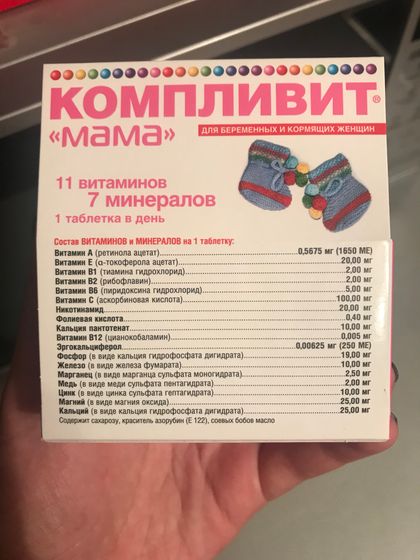 КОМПЛИВИТ®
«мама»
ДЛЯ БЕРЕМЕННЫХ И КОРМЯЩИХ ЖЕНЩИН
11 витаминов
7 минералов
1 таблетка в день
Состав ВИТАМИНОВ и МИНЕРАЛОВ на 1 таблетку:
Витамин А (ретинола ацетат)....0,5675 мг (1650 МЕ)
Витамин Е (α-токоферола ацетат)....20,00 мг
Витамин В1 (тиамина гидрохлорид)....2,00 мг
Витамин В2 (рибофлавин)....2,00 мг
Витамин В6 (пиридоксина гидрохлорид)....5,00 мг
Витамин С (аскорбиновая кислота)....100,00 мг
Никотинамид....20,00 мг
Фолиевая кислота....0,40 мг
Кальция пантотенат....10,00 мг
Витамин В12 (цианокобаламин)....0,005 мг
Эргокальциферол....0,00625 мг (250 МЕ)
Фосфор (в виде кальция гидрофосфата дигидрата)....19,00 мг
Железо (в виде железа фумарата)....10,00 мг
Марганец (в виде марганца сульфата моногидрата)....2,50 мг
Медь (в виде меди сульфата пентагидрата)....2,00 мг
Цинк (в виде цинка сульфата гептагидрата)....10,00 мг
Магний (в виде магния оксида)....25,00 мг
Кальций (в виде кальция гидрофосфата дигидрата)....25,00 мг
Содержит сахарозу, краситель азорубин (Е 122), соевых бобов масло